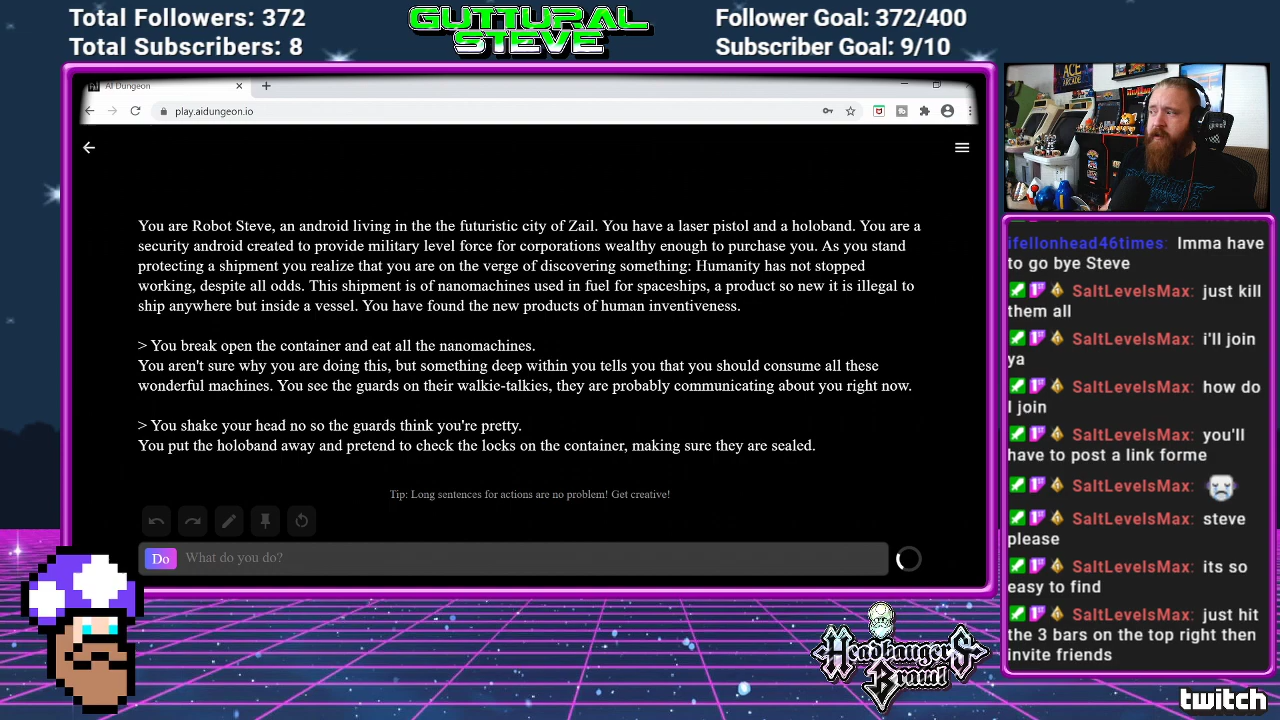 Total Followers: 372
Total Subscribers: 8
GUTTURAL
STEVE
Follower Goal: 372/400
Subscriber Goal: 9/10
AI Dungeon
play.aidungeon.io
You are Robot Steve, an android living in the the futuristic city of Zail. You have a laser pistol and a holoband. You are a
security android created to provide military level force for corporations wealthy enough to purchase you. As you stand
protecting a shipment you realize that you are on the verge of discovering something: Humanity has not stopped
working, despite all odds. This shipment is of nanomachines used in fuel for spaceships, a product so new it is illegal to
ship anywhere but inside a vessel. You have found the new products of human inventiveness.
> You break open the container and eat all the nanomachines.
You aren't sure why you are doing this, but something deep within you tells you that you should consume all these
wonderful machines. You see the guards on their walkie-talkies, they are probably communicating about you right now.
> You shake your head no so the guards think you're pretty.
You put the holoband away and pretend to check the locks on the container, making sure they are sealed.
Tip: Long sentences for actions are no problem! Get creative!
Do What do you do?
ACE
ARCADE
ifellonhead46times: Imma have
to go bye Steve
SaltLevelsMax: just kill
them all
SaltLevelsMax: i'll join
ya
SaltLevelsMax: how do
I join
SaltLevelsMax: you'll
have to post a link forme
SaltLevelsMax:
SaltLevelsMax: steve
please
SaltLevelsMax: its so
easy to find
SaltLevelsMax: just hit
the 3 bars on the top right then
invite friends
Headbangers
Brawl
twitch